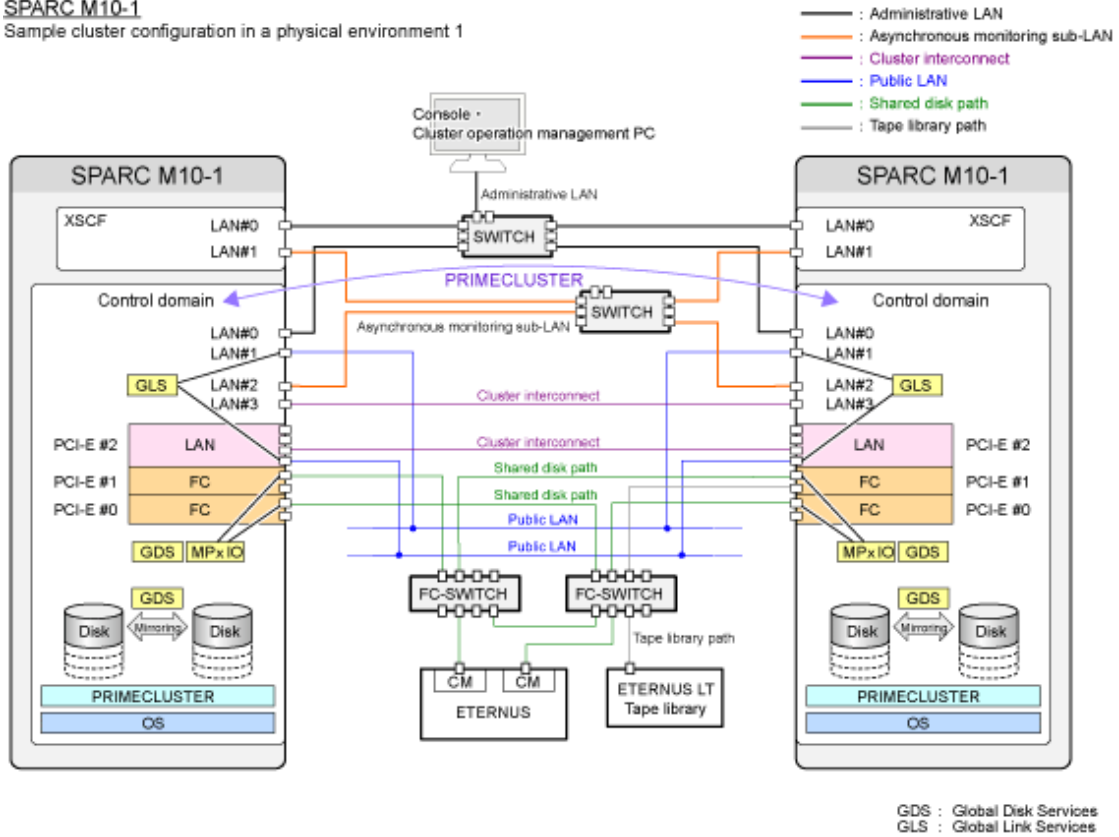 SPARC M10-1
Sample cluster configuration in a physical environment 1
: Administrative LAN
: Asynchronous monitoring sub-LAN
: Cluster interconnect
: Public LAN
: Shared disk path
: Tape library path
Console・
Cluster operation management PC
Administrative LAN
SWITCH
PRIMECLUSTER
SWITCH
Asynchronous monitoring sub-LAN
SPARC M10-1
XSCF
LAN#0
LAN#1
Control domain
LAN#0
LAN#1
GLS
LAN#2
LAN#3
PCI-E #2
LAN
PCI-E #1
FC
PCI-E #0
FC
GDS
MPxIO
GDS
Disk
Mirroring
Disk
PRIMECLUSTER
OS
Cluster interconnect
Cluster interconnect
Shared disk path
Shared disk path
Public LAN
Public LAN
FC-SWITCH
FC-SWITCH
Tape library path
CM
CM
ETERNUS
ETERNUS LT
Tape library
SPARC M10-1
LAN#0
XSCF
LAN#1
Control domain
LAN#0
LAN#1
LAN#2
GLS
LAN#3
LAN
PCI-E #2
FC
PCI-E #1
FC
PCI-E #0
MPxIO
GDS
GDS
Disk
Mirroring
Disk
PRIMECLUSTER
OS
GDS : Global Disk Services
GLS : Global Link Services